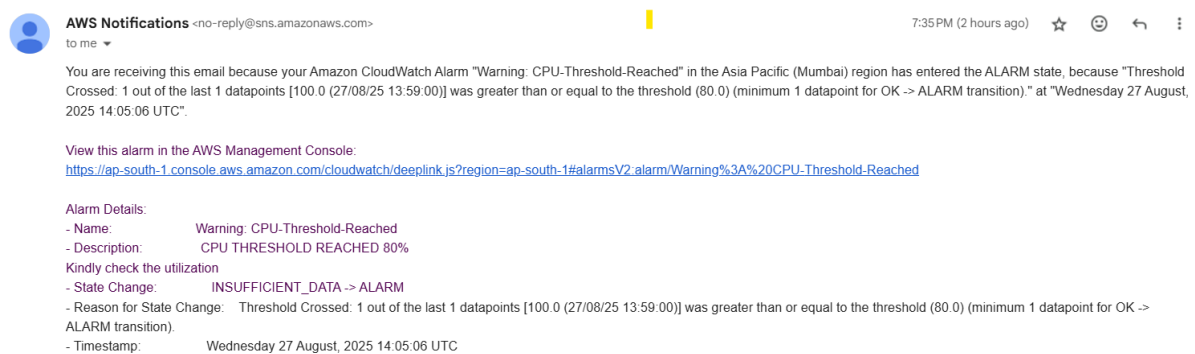 AWS Notifications <no-reply@sns.amazonaws.com>
7:35 PM (2 hours ago)
to me
You are receiving this email because your Amazon CloudWatch Alarm "Warning: CPU-Threshold-Reached" in the Asia Pacific (Mumbai) region has entered the ALARM state, because "Threshold
Crossed: 1 out of the last 1 datapoints [100.0 (27/08/25 13:59:00)] was greater than or equal to the threshold (80.0) (minimum 1 datapoint for OK -> ALARM transition)." at "Wednesday 27 August,
2025 14:05:06 UTC".
View this alarm in the AWS Management Console:
https://ap-south-1.console.aws.amazon.com/cloudwatch/deeplink.js?region=ap-south-1#alarmsV2:alarm/Warning%3A%20CPU-Threshold-Reached
Alarm Details:
- Name: Warning: CPU-Threshold-Reached
- Description: CPU THRESHOLD REACHED 80%
Kindly check the utilization
- State Change: INSUFFICIENT_DATA -> ALARM
- Reason for State Change: Threshold Crossed: 1 out of the last 1 datapoints [100.0 (27/08/25 13:59:00)] was greater than or equal to the threshold (80.0) (minimum 1 datapoint for OK ->
ALARM transition).
- Timestamp: Wednesday 27 August, 2025 14:05:06 UTC